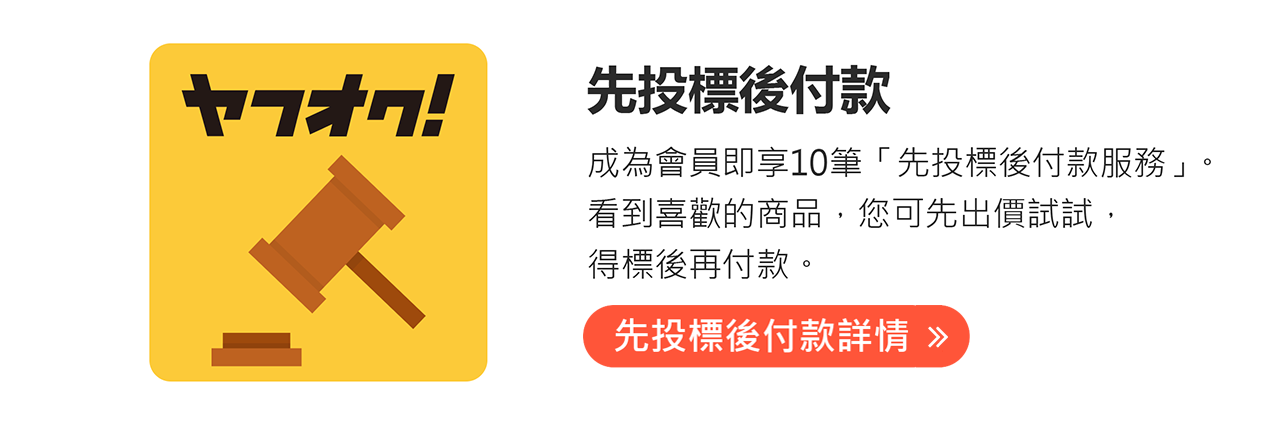 ヤフオク!
先投標後付款
成為會員即享10筆「先投標後付款服務」。
看到喜歡的商品，您可先出價試試，
得標後再付款。
先投標後付款詳情 »